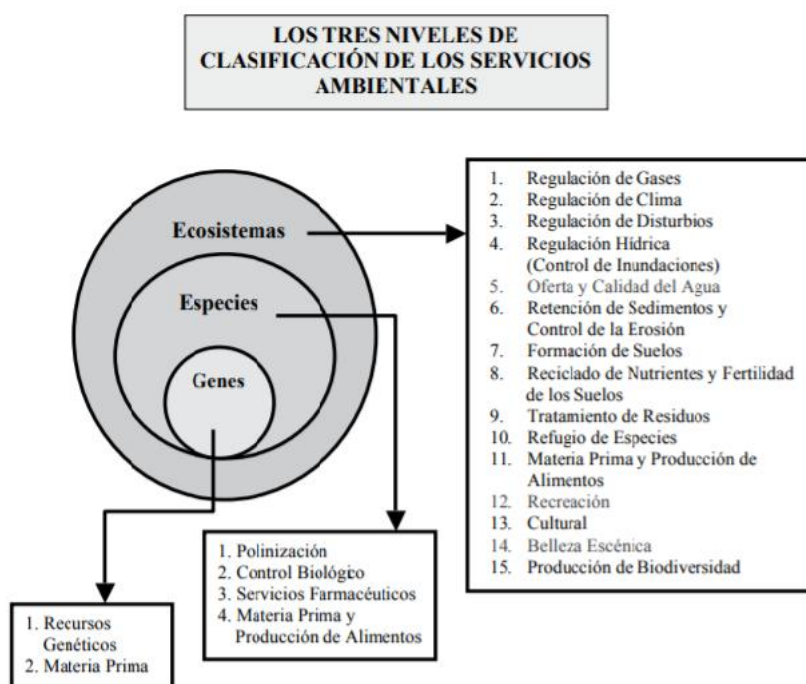 LOS TRES NIVELES DE
CLASIFICACIÓN DE LOS SERVICIOS
AMBIENTALES
Ecosistemas
Especies
Genes
1. Regulación de Gases
2. Regulación de Clima
3. Regulación de Disturbios
4. Regulación Hídrica
(Control de Inundaciones)
5. Oferta y Calidad del Agua
6. Retención de Sedimentos y
Control de la Erosión
7. Formación de Suelos
8. Reciclado de Nutrientes y Fertilidad
de los Suelos
9. Tratamiento de Residuos
10. Refugio de Especies
11. Materia Prima y Producción de
Alimentos
12. Recreación
13. Cultural
14. Belleza Escénica
15. Producción de Biodiversidad
1. Polinización
2. Control Biológico
3. Servicios Farmacéuticos
4. Materia Prima y
Producción de Alimentos
1. Recursos
Genéticos
2. Materia Prima